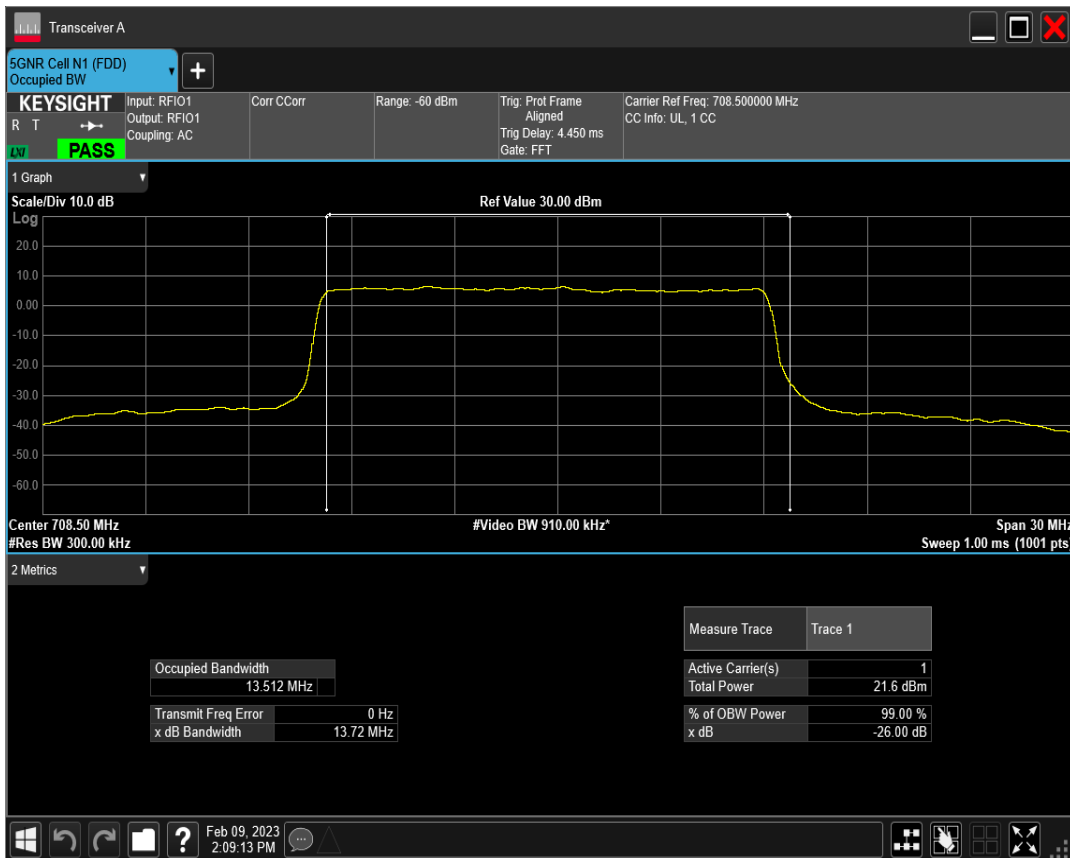 Transceiver A
5GNR Cell N1 (FDD)
Occupied BW
+
KEYSIGHT
R T
LXI
PASS
Input: RFIO1
Output: RFIO1
Coupling: AC
Corr CCorr
Range: -60 dBm
Trig: Prot Frame
Aligned
Trig Delay: 4.450 ms
Gate: FFT
Carrier Ref Freq: 708.500000 MHz
CC Info: UL, 1 CC
1 Graph
Scale/Div 10.0 dB
Ref Value 30.00 dBm
Log
20.0
10.0
0.00
-10.0
-20.0
-30.0
-40.0
-50.0
-60.0
Center 708.50 MHz
#Video BW 910.00 kHz*
Span 30 MHz
#Res BW 300.00 kHz
Sweep 1.00 ms (1001 pts)
2 Metrics
Measure Trace Trace 1
Occupied Bandwidth
13.512 MHz
Active Carrier(s) 1
Total Power 21.6 dBm
Transmit Freq Error 0 Hz
x dB Bandwidth 13.72 MHz
% of OBW Power 99.00 %
x dB -26.00 dB
?
Feb 09, 2023
2:09:13 PM